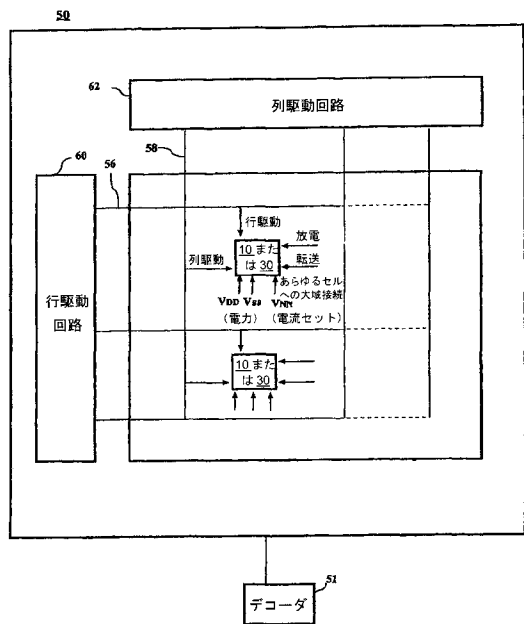 50
62
列駆動回路
58
60
56
行駆動
回路
行駆動
放電
10 また
は 30
列駆動
転送
あらゆるセル
への大域接続
VDD VSS VNN
（電力） （電流セット）
10 また
は 30
51
デコーダ